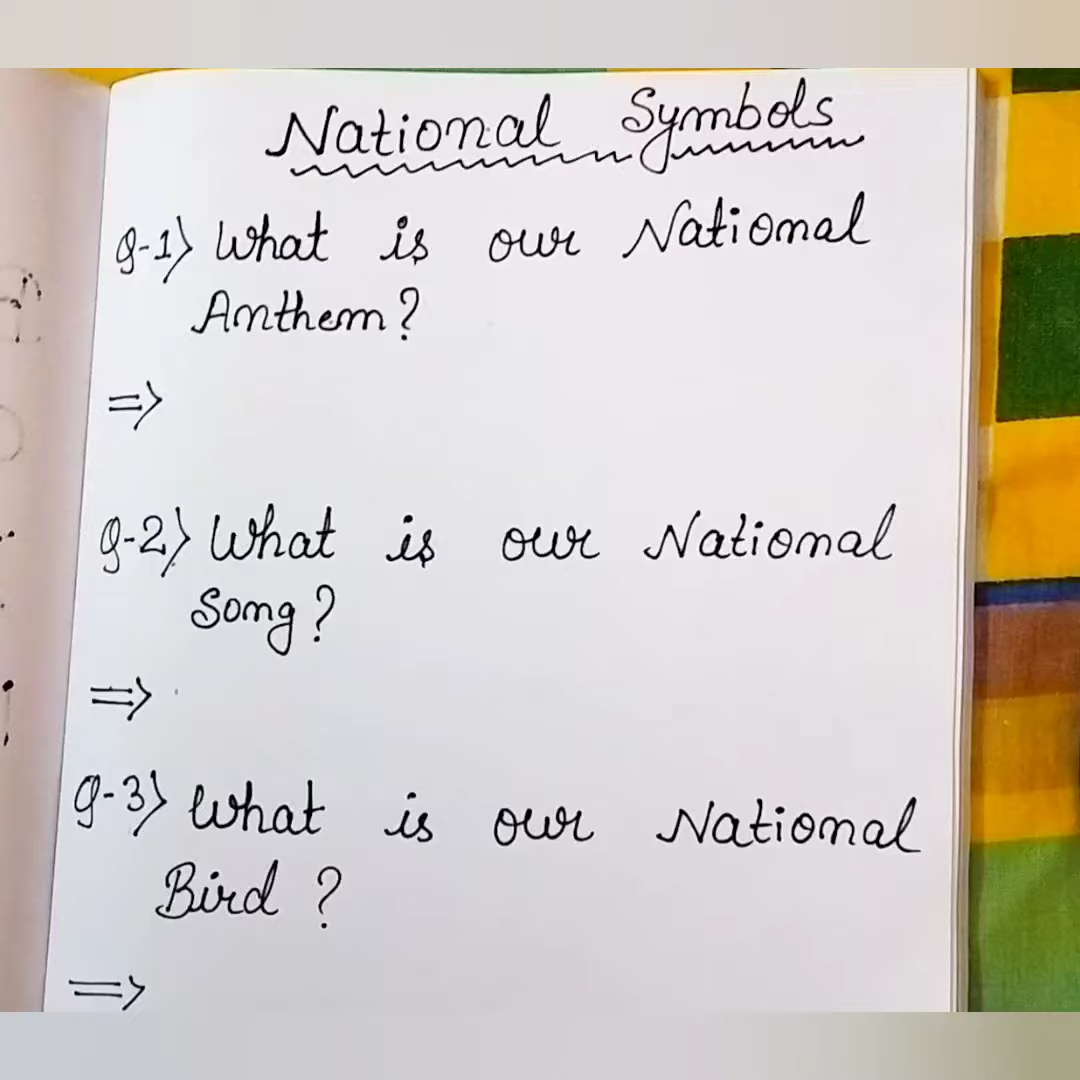 National Symbols
Q-1) What is our National
Anthem?
=>
Q-2) What is our National
Song?
=>
Q-3) What is our National
Bird ?
=>